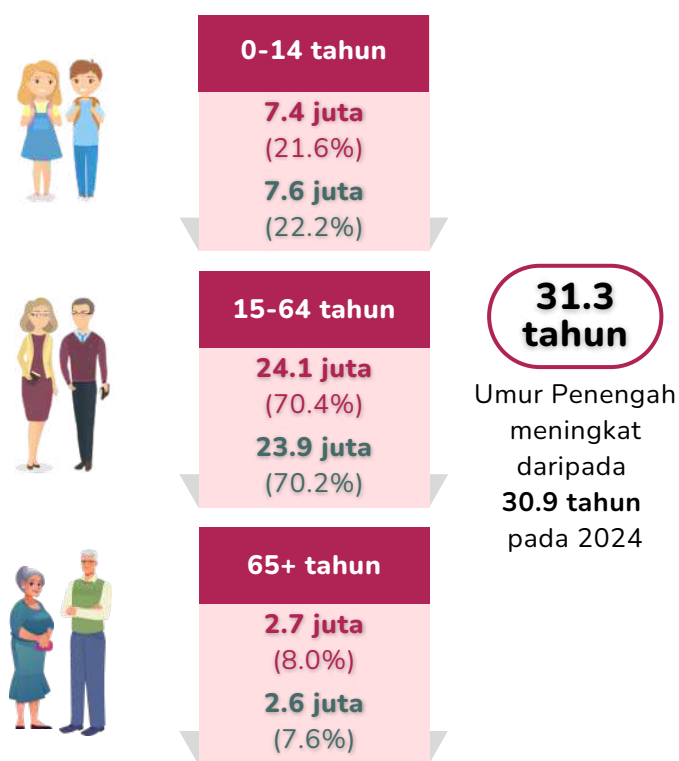 0-14 tahun
7.4 juta
(21.6%)
7.6 juta
(22.2%)
15-64 tahun
24.1 juta
(70.4%)
23.9 juta
(70.2%)
65+ tahun
2.7 juta
(8.0%)
2.6 juta
(7.6%)
31.3
tahun
Umur Penengah
meningkat
daripada
30.9 tahun
pada 2024